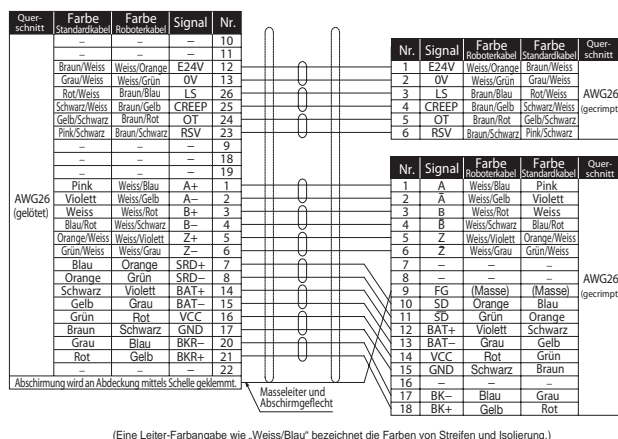 Quer-schnitt Farbe Standardkabel Farbe Roboterkabel Signal Nr.
– – – 10
– – – 11
Braun/Weiss Weiss/Orange E24V 12
Grau/Weiss Weiss/Grün 0V 13
Rot/Weiss Braun/Blau LS 26
Schwarz/Weiss Braun/Gelb CREEP 25
Gelb/Schwarz Braun/Rot OT 24
Pink/Schwarz Braun/Schwarz RSV 23
– – – 9
– – – 18
– – – 19
Pink Weiss/Blau A+ 1
Violett Weiss/Gelb A– 2
AWG26 Weiss Weiss/Rot B+ 3
(gelötet) Blau/Rot Weiss/Schwarz B– 4
Orange/Weiss Weiss/Violett Z+ 5
Grün/Weiss Weiss/Grau Z– 6
Blau Orange SRD+ 7
Orange Grün SRD– 8
Schwarz Violett BAT+ 14
Gelb Grau BAT– 15
Grün Rot VCC 16
Braun Schwarz GND 17
Grau Blau BKR– 20
Rot Gelb BKR+ 21
– – – 22
Abschirmung wird an Abdeckung mittels Schelle geklemmt.
Masseleiter und
Abschirmgeflecht
Nr. Signal Farbe Roboterkabel Farbe Standardkabel Quer-schnitt
1 E24V Weiss/Orange Braun/Weiss
2 0V Weiss/Grün Grau/Weiss
3 LS Braun/Blau Rot/Weiss AWG26
4 CREEP Braun/Gelb Schwarz/Weiss (gecrimpt)
5 OT Braun/Rot Gelb/Schwarz
6 RSV Braun/Schwarz Pink/Schwarz
Nr. Signal Farbe Roboterkabel Farbe Standardkabel Quer-schnitt
1 A Weiss/Blau Pink
2 A̅ Weiss/Gelb Violett
3 B Weiss/Rot Weiss
4 B̅ Weiss/Schwarz Blau/Rot
5 Z Weiss/Violett Orange/Weiss
6 Z̅ Weiss/Grau Grün/Weiss
7 – – –
8 – – – AWG26
9 FG (Masse) (Masse) (gecrimpt)
10 SD Orange Blau
11 S̅D̅ Grün Orange
12 BAT+ Violett Schwarz
13 BAT– Grau Gelb
14 VCC Rot Grün
15 GND Schwarz Braun
16 – – –
17 BK– Blau Grau
18 BK+ Gelb Rot
(Eine Leiter-Farbangabe wie „Weiss/Blau“ bezeichnet die Farben von Streifen und Isolierung.)